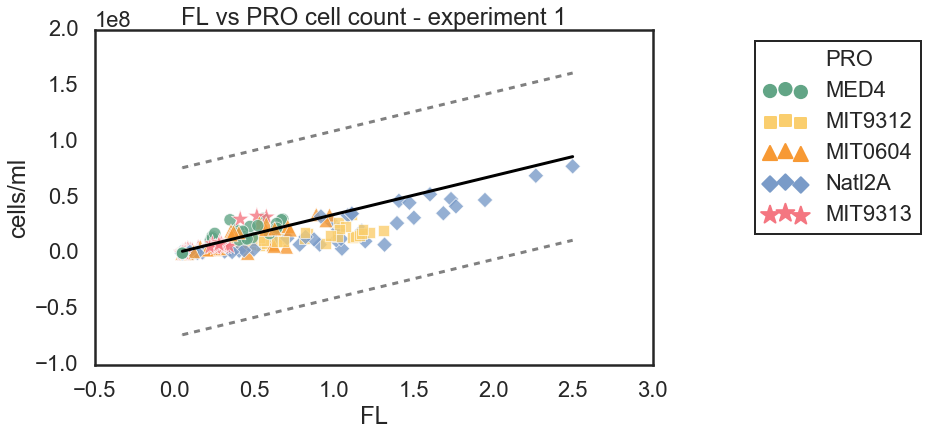 FL vs PRO cell count - experiment 1
1e8
2.0
1.5
1.0
0.5
0.0
−0.5
−1.0
cells/ml
−0.5 0.0 0.5 1.0 1.5 2.0 2.5 3.0
FL
PRO
MED4
MIT9312
MIT0604
Natl2A
MIT9313